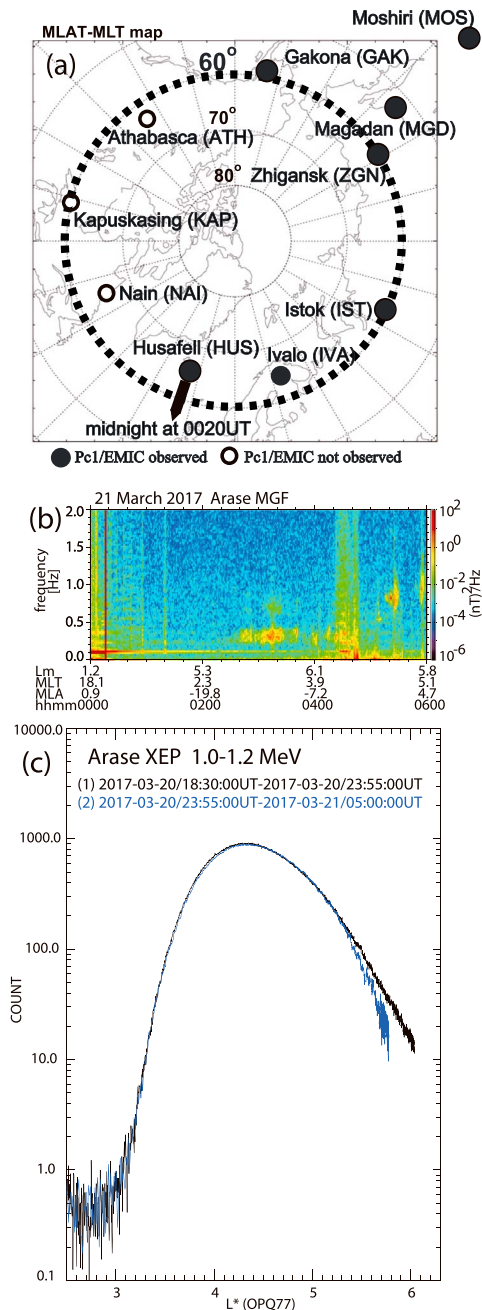 Moshiri (MOS)
MLAT-MLT map
(a)
60°
Gakona (GAK)
70°
Athabasca (ATH)
Magadan (MGD)
80°
Zhigansk (ZGN)
Kapuskasing (KAP)
Nain (NAI)
Istok (IST)
Husafell (HUS)
Ivalo (IVA)
midnight at 0020UT
Pc1/EMIC observed
Pc1/EMIC not observed
(b)
21 March 2017 Arase MGF
2.0
1.5
1.0
0.5
0.0
frequency
[Hz]
10²
10⁰
10⁻²
10⁻⁴
10⁻⁶
(nT)²/Hz
Lm 1.2 5.3 6.1 5.8
MLT 18.1 2.3 3.9 5.1
MLA 0.9 -19.8 -7.2 4.7
hhmm 0000 0200 0400 0600
(c)
Arase XEP 1.0-1.2 MeV
(1) 2017-03-20/18:30:00UT-2017-03-20/23:55:00UT
(2) 2017-03-20/23:55:00UT-2017-03-21/05:00:00UT
10000.0
1000.0
100.0
10.0
1.0
0.1
COUNT
3 4 5 6
L* (OPQ77)